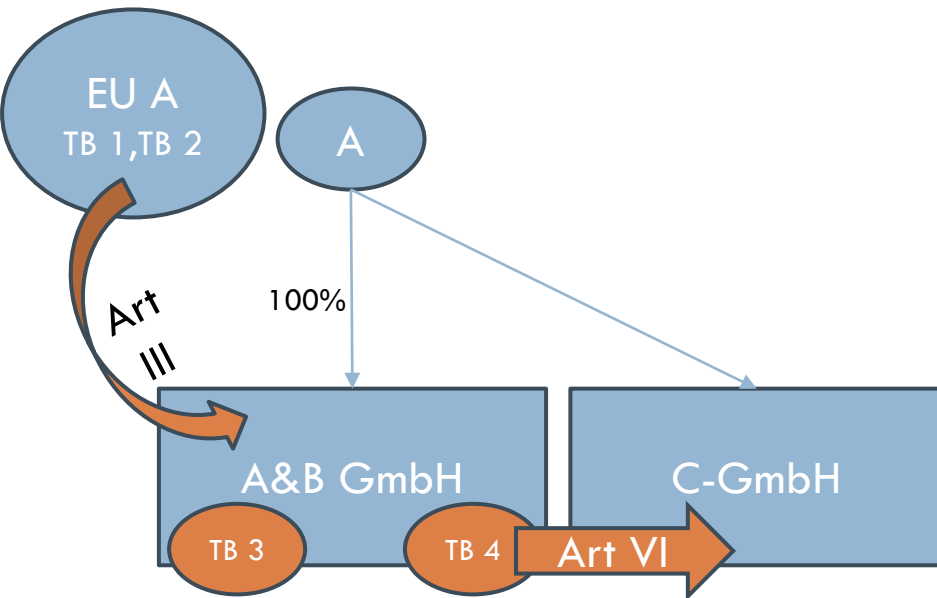 EU A
TB 1,TB 2
A
Art
III
100%
A&B GmbH
C-GmbH
TB 3
TB 4
Art VI